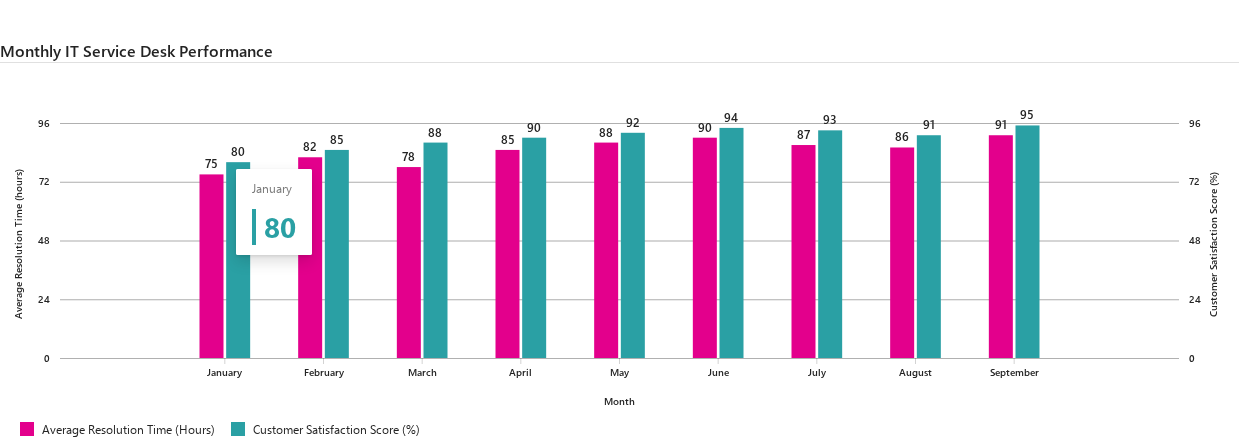 Monthly IT Service Desk Performance
Average Resolution Time (hours)
96
72
48
24
0
75 80 82 85 78 88 85 90 88 92 90 94 87 93 86 91 91 95
January
80
96
72
48
24
0
Customer Satisfaction Score (%)
January February March April May June July August September
Month
Average Resolution Time (Hours) Customer Satisfaction Score (%)